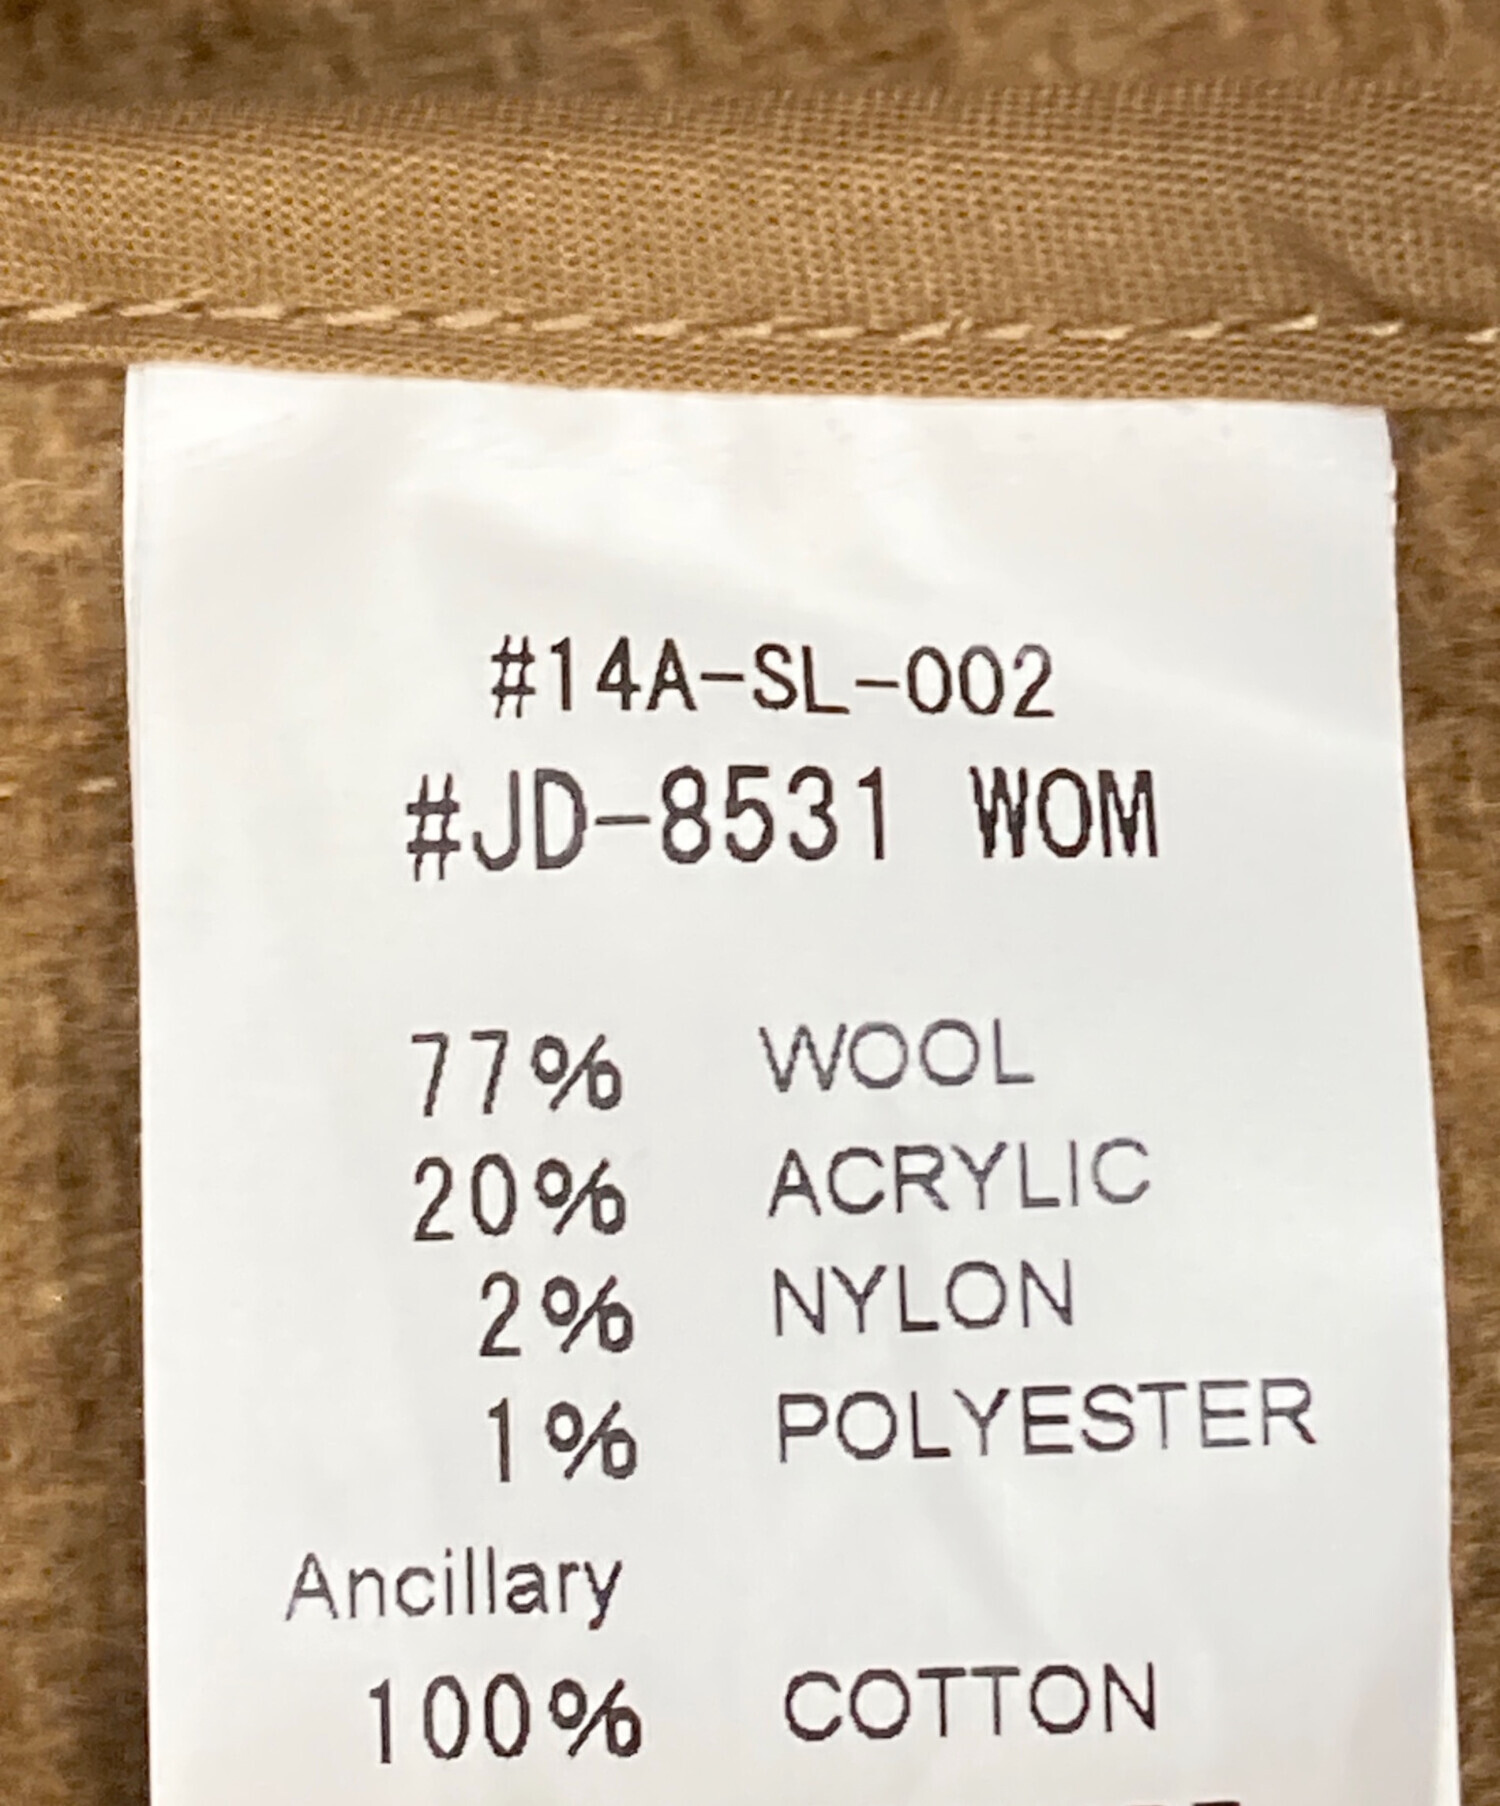 #14A-SL-002
#JD-8531 WOM
77% WOOL
20% ACRYLIC
2% NYLON
1% POLYESTER
Ancillary
100% COTTON